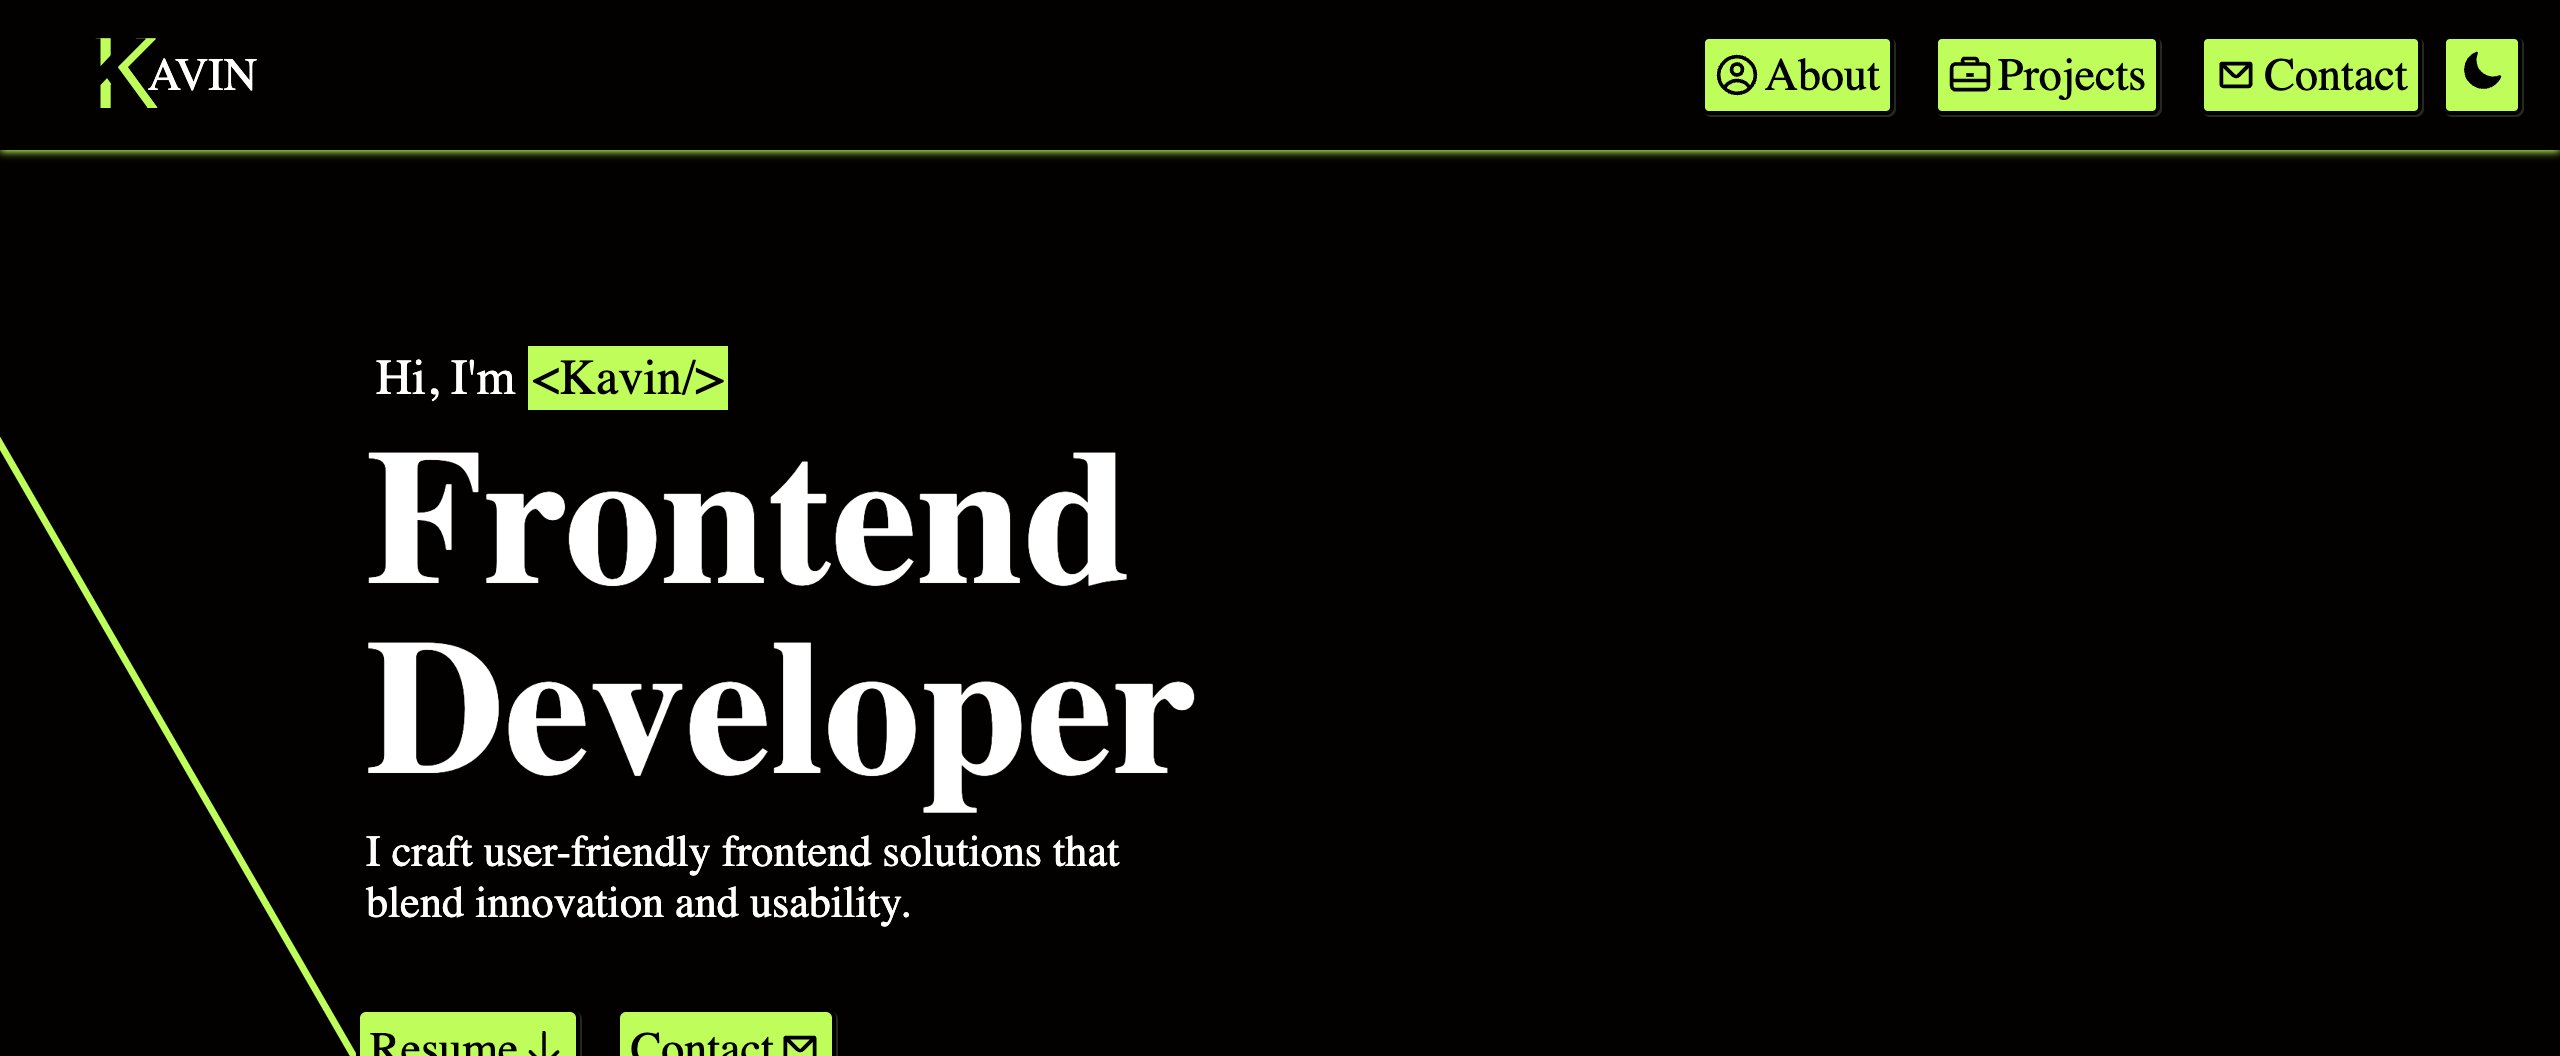 KAVIN
About
Projects
Contact
Hi, I'm <Kavin/>
Frontend
Developer
I craft user-friendly frontend solutions that
blend innovation and usability.
Resume
Contact